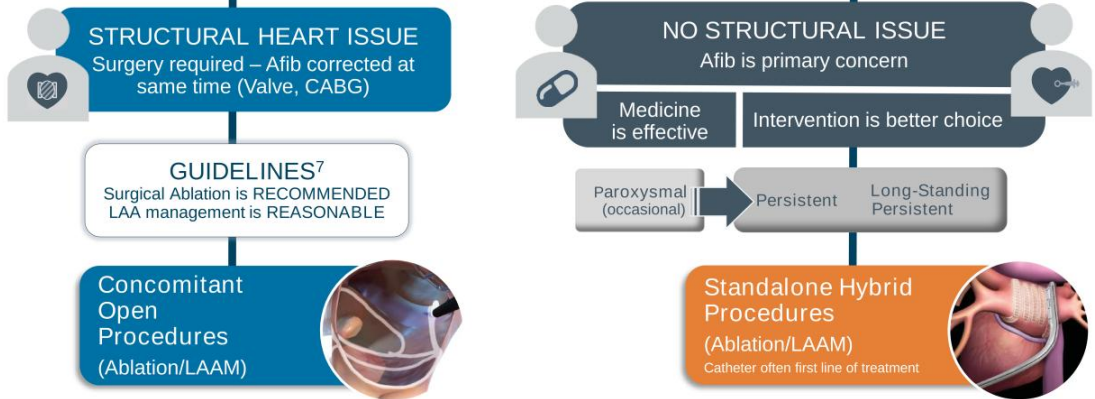 STRUCTURAL HEART ISSUE
Surgery required – Afib corrected at
same time (Valve, CABG)
GUIDELINES⁷
Surgical Ablation is RECOMMENDED
LAA management is REASONABLE
Concomitant
Open
Procedures
(Ablation/LAAM)
NO STRUCTURAL ISSUE
Afib is primary concern
Medicine
is effective
Intervention is better choice
Paroxysmal
(occasional)
Persistent
Long-Standing
Persistent
Standalone Hybrid
Procedures
(Ablation/LAAM)
Catheter often first line of treatment